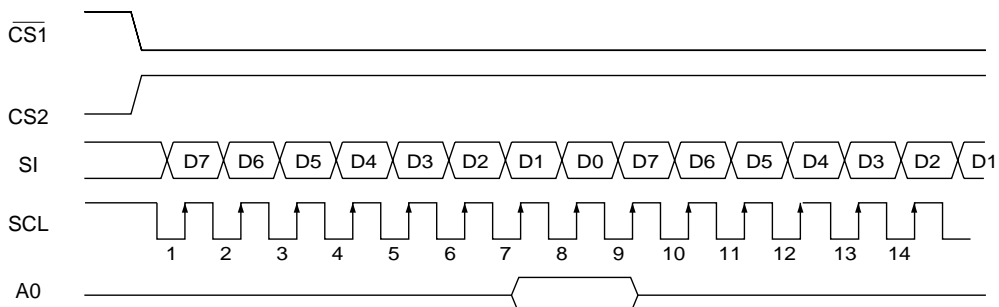 CS1
CS2
SI D7 D6 D5 D4 D3 D2 D1 D0 D7 D6 D5 D4 D3 D2 D1
SCL
1 2 3 4 5 6 7 8 9 10 11 12 13 14
A0